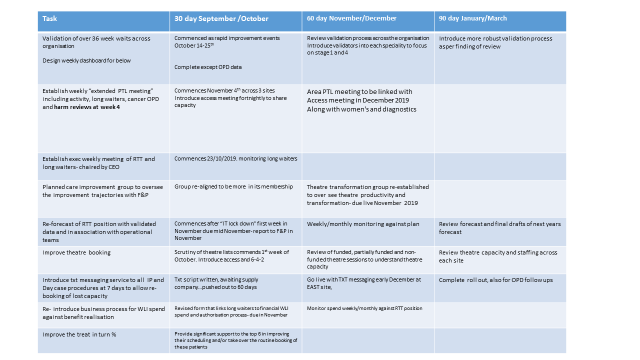 Task
30 day September /October
60 day November/December
90 day January/March
Validation of over 36 week waits across
organisation
Design weekly dashboard for below
Commenced as rapid improvement events
October 14-25th
Complete except OPD data
Review validation process across the organisation
Introduce validators into each speciality to focus
on stage 1 and 4
Introduce more robust validation process
as per finding of review
Establish weekly "extended PTL meeting"
including activity, long waiters, cancer OPD
and harm reviews at week 4
Commences November 4th across 3 sites
Introduce access meeting fortnightly to share
capacity
Area PTL meeting to be linked with
Access meeting in December 2019
Along with women's and diagnostics
Establish exec weekly meeting of RTT and
long waiters- chaired by CEO
Commences 23/10/2019. monitoring long waiters
Planned care improvement group to oversee
the improvement trajectories with F&P
Group re-aligned to be more in its membership
Theatre transformation group re-established
to over see theatre productivity and
transformation- due live November 2019
Re-forecast of RTT position with validated
data and in association with operational
teams
Commences after "IT lock down" first week in
November due mid November-report to F&P in
November
Weekly/monthly monitoring against plan
Review forecast and final drafts of next years
forecast
Improve theatre booking
Scrutiny of theatre lists commends 1st week of
October. Introduce access and 6-4-2
Review of funded, partially funded and non-
funded theatre sessions to understand theatre
capacity
Review theatre capacity and staffing across
each site
Introduce txt messaging service to all IP and
Day case procedures at 7 days to allow re-
booking of lost capacity
Txt script written, awaiting supply
company...pushed out to 60 days
Go live with TXT messaging early December at
EAST site,
Complete roll out, also for OPD follow ups
Re- introduce business process for WLI spend
against benefit realisation
Revised form that links long waiters to financial WLI
spend and authorisation process- due in November
Monitor spend weekly/monthly against RTT position
Improve the treat in turn %
Provide significant support to the top 6 in improving
their scheduling and/or take over the routine booking of
these patients